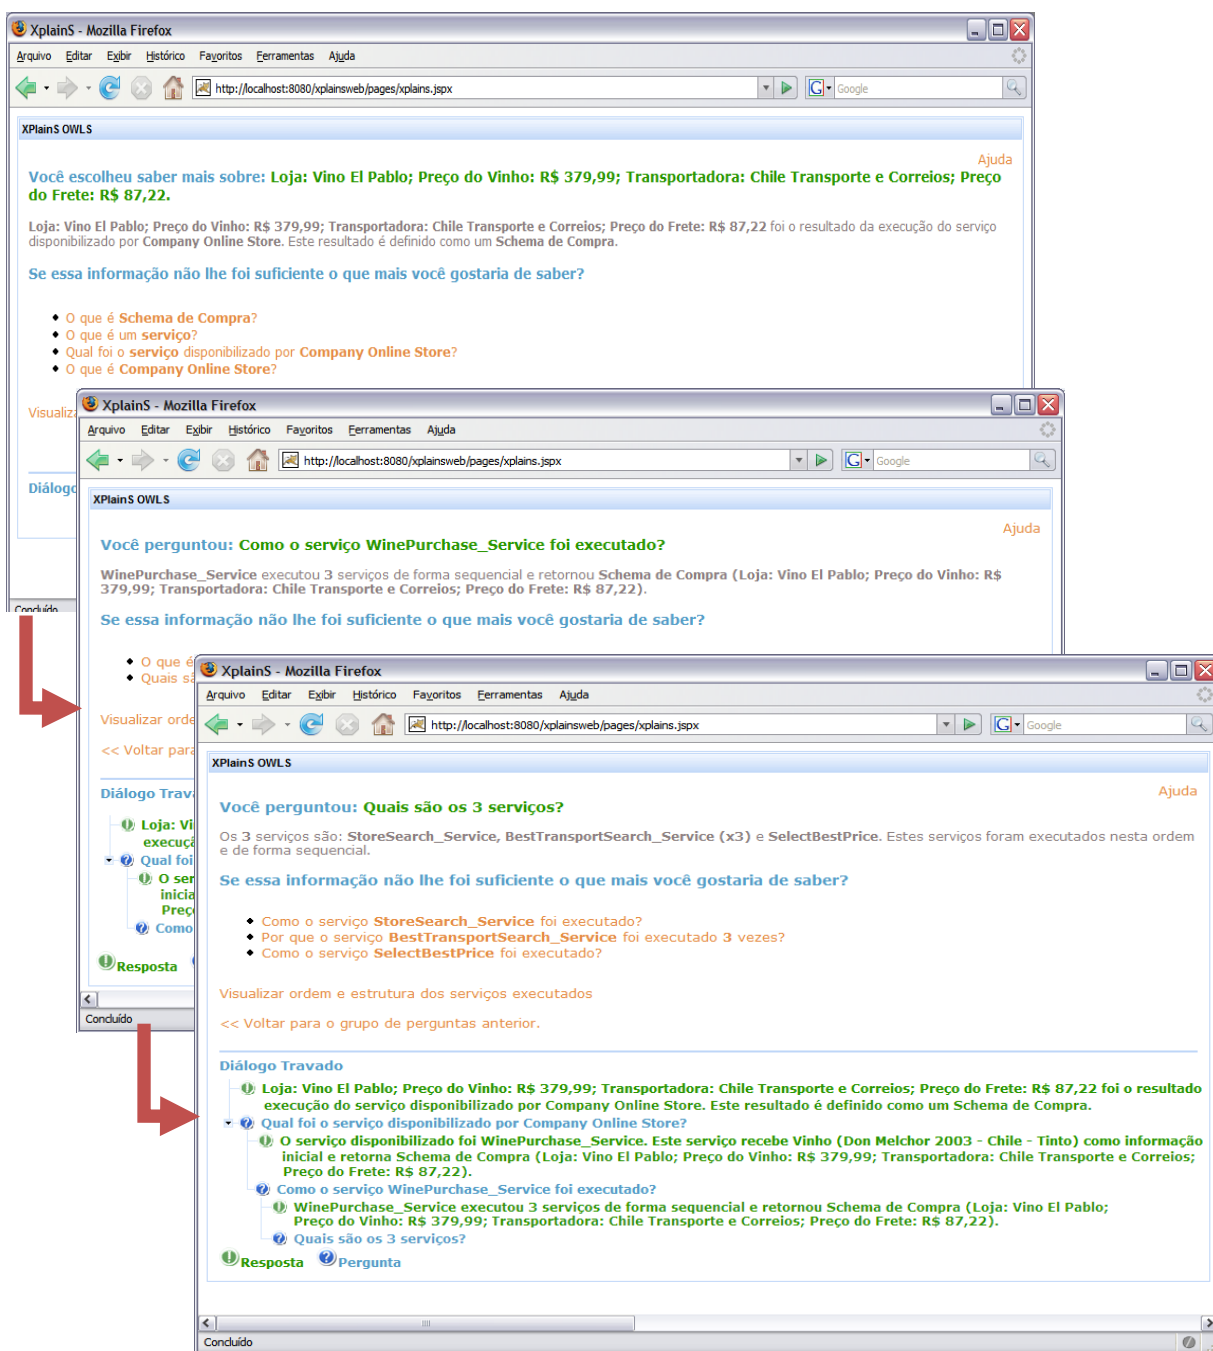 XplainS - Mozilla Firefox
Arquivo Editar Exibir Histórico Favoritos Ferramentas Ajuda
http://localhost:8080/xplainsweb/pages/xplains.jspx G Google
XPlainS OWLS
Ajuda
Você escolheu saber mais sobre: Loja: Vino El Pablo; Preço do Vinho: R$ 379,99; Transportadora: Chile Transporte e Correios; Preço
do Frete: R$ 87,22.
Loja: Vino El Pablo; Preço do Vinho: R$ 379,99; Transportadora: Chile Transporte e Correios; Preço do Frete: R$ 87,22 foi o resultado da execução do serviço
disponibilizado por Company Online Store. Este resultado é definido como um Schema de Compra.
Se essa informação não lhe foi suficiente o que mais você gostaria de saber?
O que é Schema de Compra?
O que é um serviço?
Qual foi o serviço disponibilizado por Company Online Store?
O que é Company Online Store?
Visualiz
Diálogo
Concluído
XplainS - Mozilla Firefox
Arquivo Editar Exibir Histórico Favoritos Ferramentas Ajuda
http://localhost:8080/xplainsweb/pages/xplains.jspx G Google
XPlainS OWLS
Ajuda
Você perguntou: Como o serviço WinePurchase_Service foi executado?
WinePurchase_Service executou 3 serviços de forma sequencial e retornou Schema de Compra (Loja: Vino El Pablo; Preço do Vinho: R$
379,99; Transportadora: Chile Transporte e Correios; Preço do Frete: R$ 87,22).
Se essa informação não lhe foi suficiente o que mais você gostaria de saber?
O que é
Quais sã
Visualizar orde
<< Voltar para
Diálogo Trava
Loja: Vi
execuçã
Qual foi
O ser
inicia
Preço
Como
Resposta
Concluído
XplainS - Mozilla Firefox
Arquivo Editar Exibir Histórico Favoritos Ferramentas Ajuda
http://localhost:8080/xplainsweb/pages/xplains.jspx G Google
XPlainS OWLS
Ajuda
Você perguntou: Quais são os 3 serviços?
Os 3 serviços são: StoreSearch_Service, BestTransportSearch_Service (x3) e SelectBestPrice. Estes serviços foram executados nesta ordem
e de forma sequencial.
Se essa informação não lhe foi suficiente o que mais você gostaria de saber?
Como o serviço StoreSearch_Service foi executado?
Por que o serviço BestTransportSearch_Service foi executado 3 vezes?
Como o serviço SelectBestPrice foi executado?
Visualizar ordem e estrutura dos serviços executados
<< Voltar para o grupo de perguntas anterior.
Diálogo Travado
Loja: Vino El Pablo; Preço do Vinho: R$ 379,99; Transportadora: Chile Transporte e Correios; Preço do Frete: R$ 87,22 foi o resultado
execução do serviço disponibilizado por Company Online Store. Este resultado é definido como um Schema de Compra.
Qual foi o serviço disponibilizado por Company Online Store?
O serviço disponibilizado foi WinePurchase_Service. Este serviço recebe Vinho (Don Melchor 2003 - Chile - Tinto) como informação
inicial e retorna Schema de Compra (Loja: Vino El Pablo; Preço do Vinho: R$ 379,99; Transportadora: Chile Transporte e Correios;
Preço do Frete: R$ 87,22).
Como o serviço WinePurchase_Service foi executado?
WinePurchase_Service executou 3 serviços de forma sequencial e retornou Schema de Compra (Loja: Vino El Pablo;
Preço do Vinho: R$ 379,99; Transportadora: Chile Transporte e Correios; Preço do Frete: R$ 87,22).
Quais são os 3 serviços?
Resposta Pergunta
Concluído